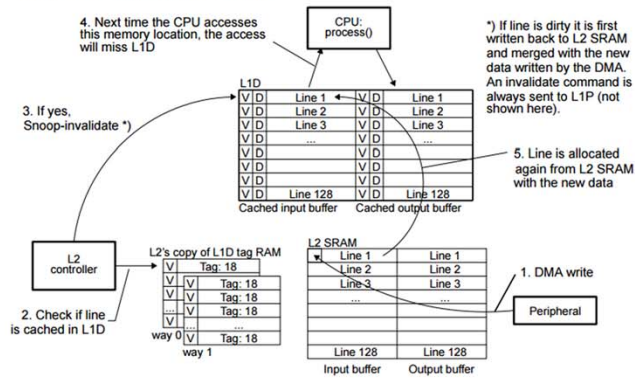 4. Next time the CPU accesses
this memory location, the access
will miss L1D
CPU:
process()
*) If line is dirty it is first
written back to L2 SRAM
and merged with the new
data written by the DMA.
An invalidate command is
always sent to L1P (not
shown here).
L1D
V D Line 1 V D Line 1
V D Line 2 V D Line 2
V D Line 3 V D Line 3
V D ... V D ...
V D V D
V D V D
V D V D
V D Line 128 V D Line 128
Cached input buffer Cached output buffer
3. If yes,
Snoop-invalidate *)
5. Line is allocated
again from L2 SRAM
with the new data
L2
controller
2. Check if line
is cached in L1D
L2's copy of L1D tag RAM
V Tag: 18
V V Tag: 18
V V Tag: 18
V V Tag: 18
... ... ...
V V Tag: 18
way 0
way 1
L2 SRAM
Line 1 Line 1
Line 2 Line 2
Line 3 Line 3
... ...
Line 128 Line 128
Input buffer Output buffer
1. DMA write
Peripheral